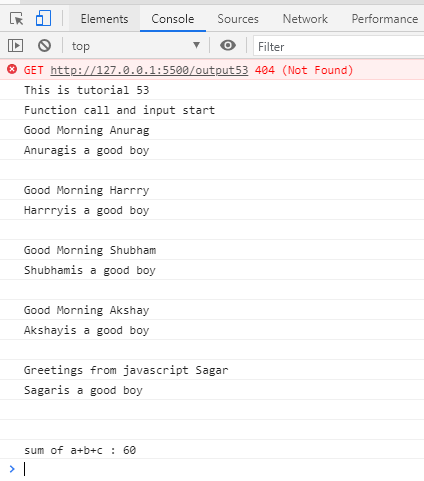 Elements Console Sources Network Performance
top Filter
GET http://127.0.0.1:5500/output53 404 (Not Found)
This is tutorial 53
Function call and input start
Good Morning Anurag
Anuragis a good boy
Good Morning Harrry
Harrryis a good boy
Good Morning Shubham
Shubhamis a good boy
Good Morning Akshay
Akshayis a good boy
Greetings from javascript Sagar
Sagaris a good boy
sum of a+b+c : 60